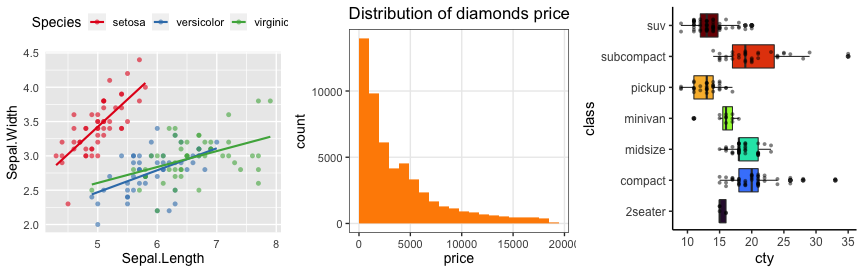 Species setosa versicolor virginic
4.5
4.0
3.5
3.0
2.5
2.0
Sepal.Width
5 6 7 8
Sepal.Length
Distribution of diamonds price
10000
5000
0
count
0 5000 10000 15000 20000
price
suv
subcompact
pickup
minivan
midsize
compact
2seater
class
10 15 20 25 30 35
cty